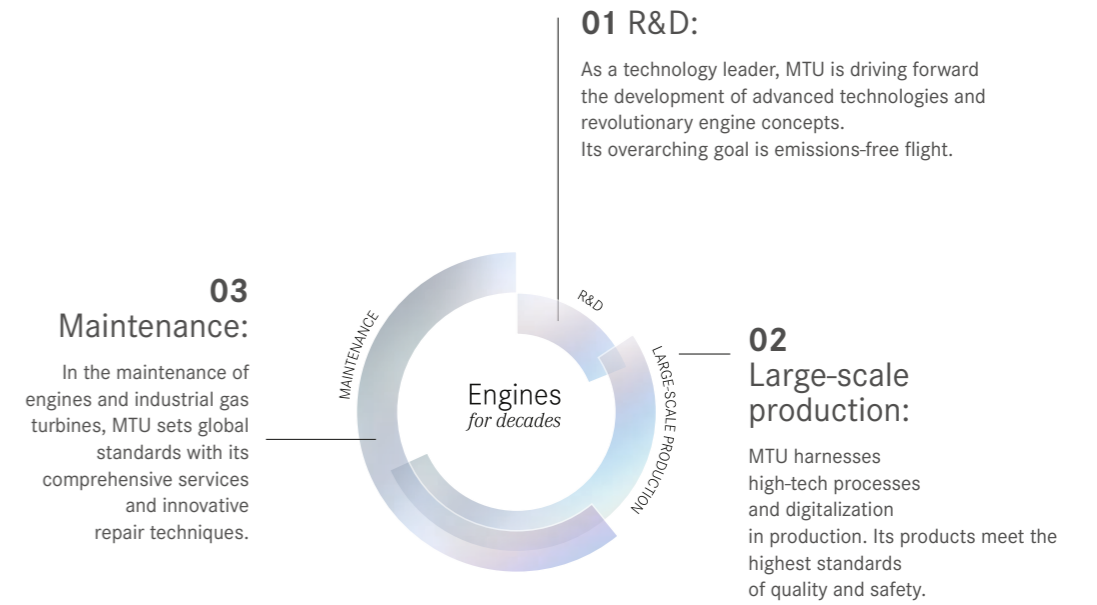 01 R&D:
As a technology leader, MTU is driving forward
the development of advanced technologies and
revolutionary engine concepts.
Its overarching goal is emissions-free flight.
03
Maintenance:
In the maintenance of
engines and industrial gas
turbines, MTU sets global
standards with its
comprehensive services
and innovative
repair techniques.
MAINTENANCE
R&D
LARGE-SCALE PRODUCTION
Engines
for decades
02
Large-scale
production:
MTU harnesses
high-tech processes
and digitalization
in production. Its products meet the
highest standards
of quality and safety.